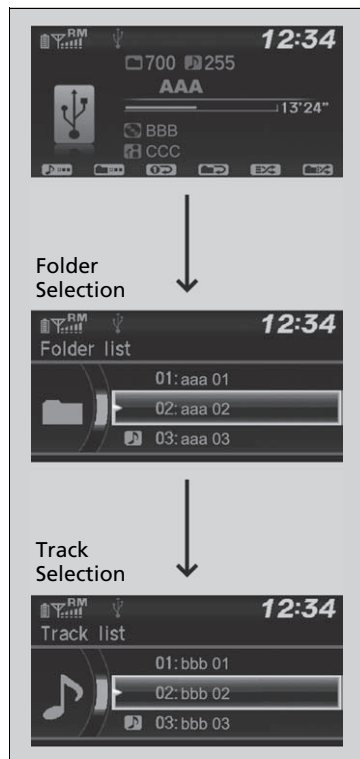 RM 12:34
700 255
AAA
13'24"
BBB
CCC
Folder
Selection
RM 12:34
Folder list
01:aaa 01
02:aaa 02
03:aaa 03
Track
Selection
RM 12:34
Track list
01:bbb 01
02:bbb 02
03:bbb 03